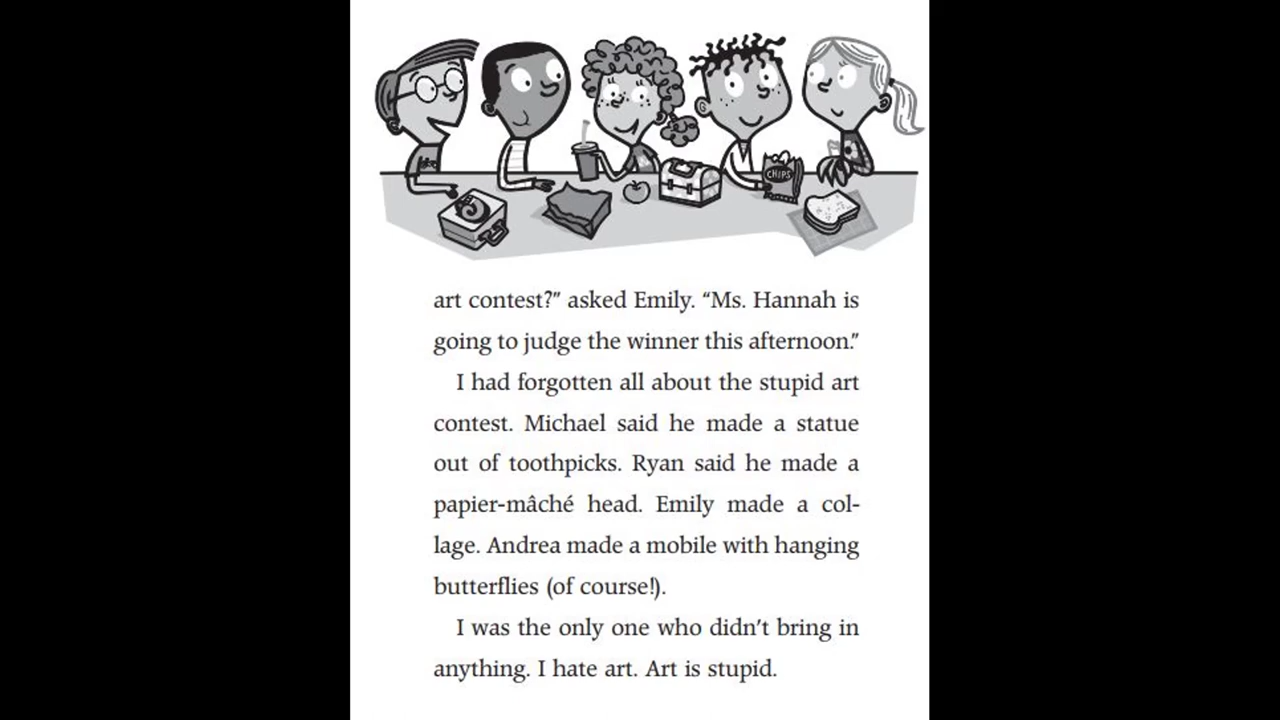 CHIPS
art contest?” asked Emily. “Ms. Hannah is
going to judge the winner this afternoon.”
I had forgotten all about the stupid art
contest. Michael said he made a statue
out of toothpicks. Ryan said he made a
papier-mâché head. Emily made a col-
lage. Andrea made a mobile with hanging
butterflies (of course!).
I was the only one who didn’t bring in
anything. I hate art. Art is stupid.